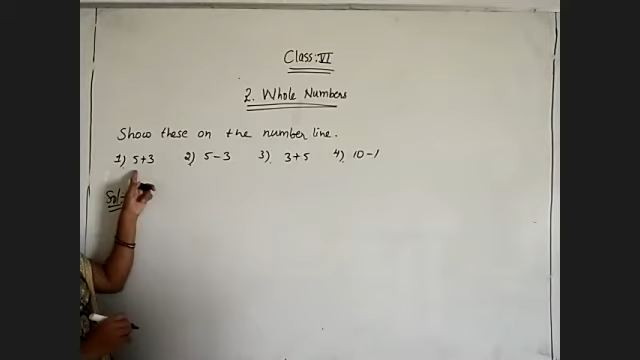 Class: VI
2. Whole Numbers
Show these on the number line.
1) 5+3 2) 5-3 3) 3+5 4) 10-1
Sol:-